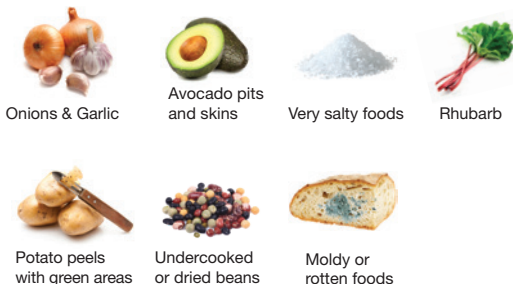 Onions & Garlic
Avocado pits
and skins
Very salty foods
Rhubarb
Potato peels
with green areas
Undercooked
or dried beans
Moldy or
rotten foods